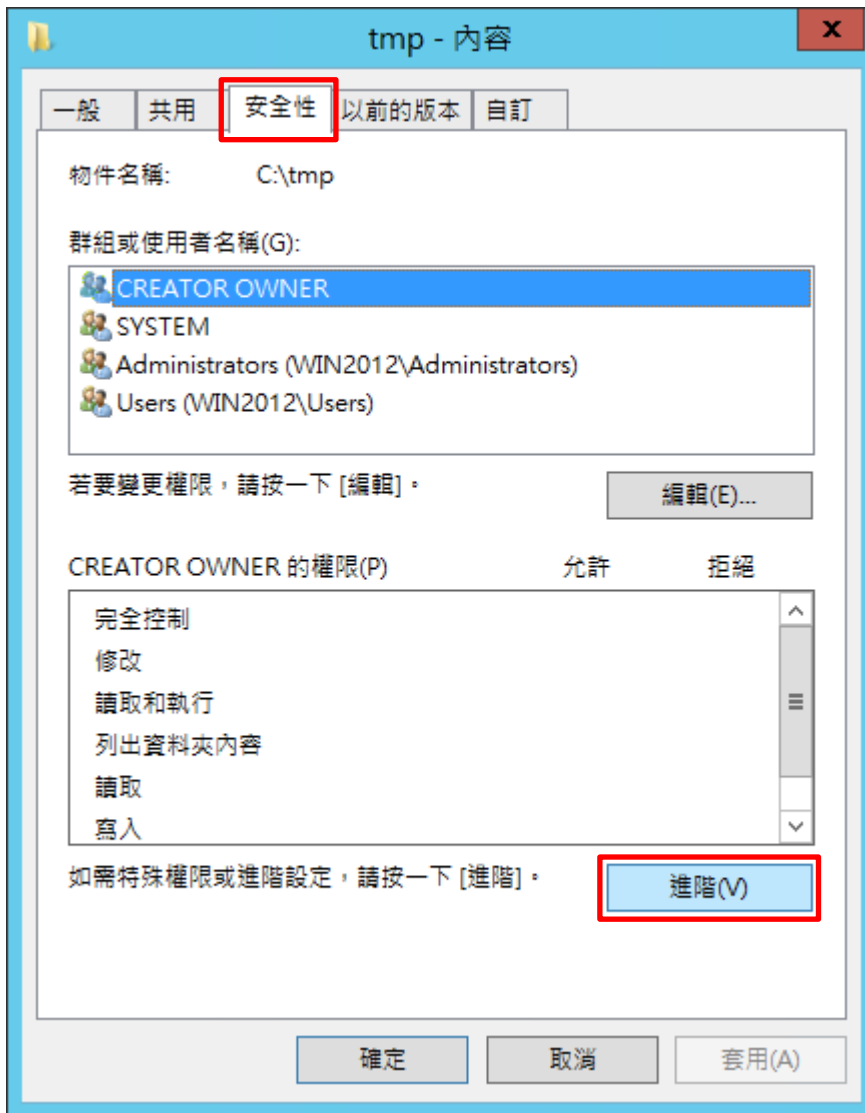 tmp - 內容
一般 共用 安全性 以前的版本 自訂
物件名稱: C:\tmp
群組或使用者名稱(G):
CREATOR OWNER
SYSTEM
Administrators (WIN2012\Administrators)
Users (WIN2012\Users)
若要變更權限，請按一下 [編輯]。
編輯(E)...
CREATOR OWNER 的權限(P) 允許 拒絕
完全控制
修改
讀取和執行
列出資料夾內容
讀取
寫入
如需特殊權限或進階設定，請按一下 [進階]。
進階(V)
確定 取消 套用(A)